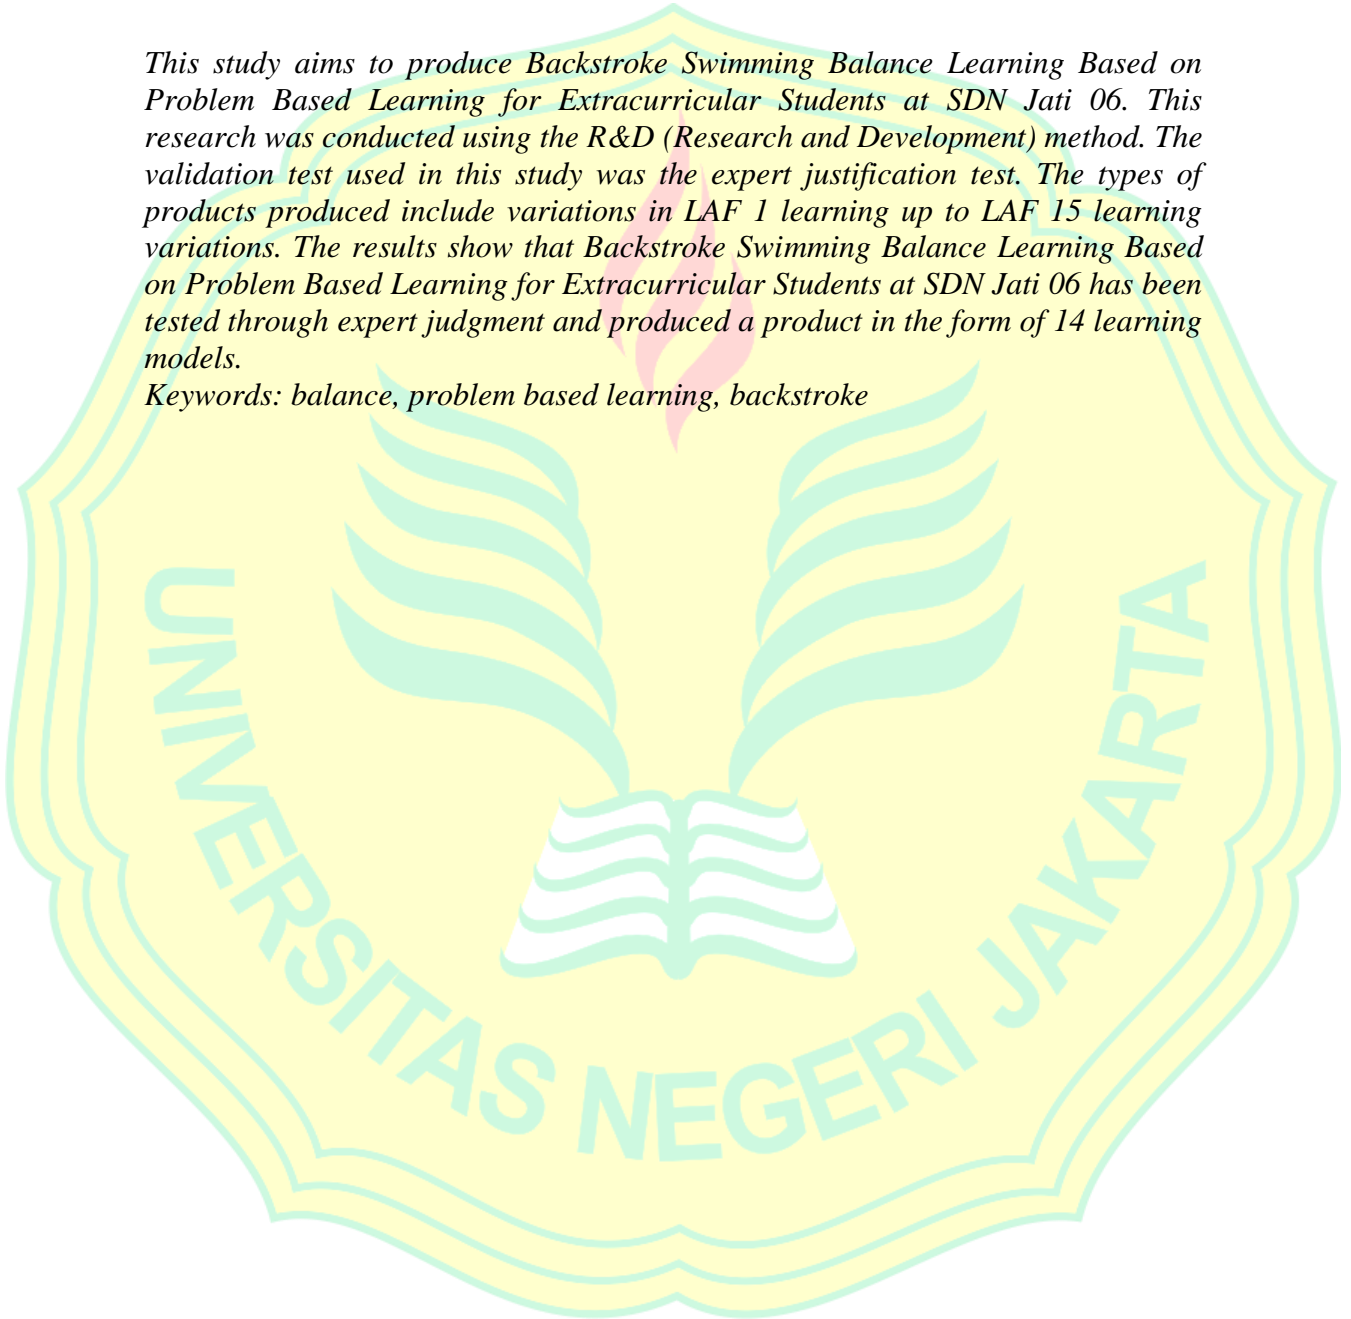 This study aims to produce Backstroke Swimming Balance Learning Based on
Problem Based Learning for Extracurricular Students at SDN Jati 06. This
research was conducted using the R&D (Research and Development) method. The
validation test used in this study was the expert justification test. The types of
products produced include variations in LAF 1 learning up to LAF 15 learning
variations. The results show that Backstroke Swimming Balance Learning Based
on Problem Based Learning for Extracurricular Students at SDN Jati 06 has been
tested through expert judgment and produced a product in the form of 14 learning
models.
Keywords: balance, problem based learning, backstroke
UNIVERSITAS NEGERI JAKARTA